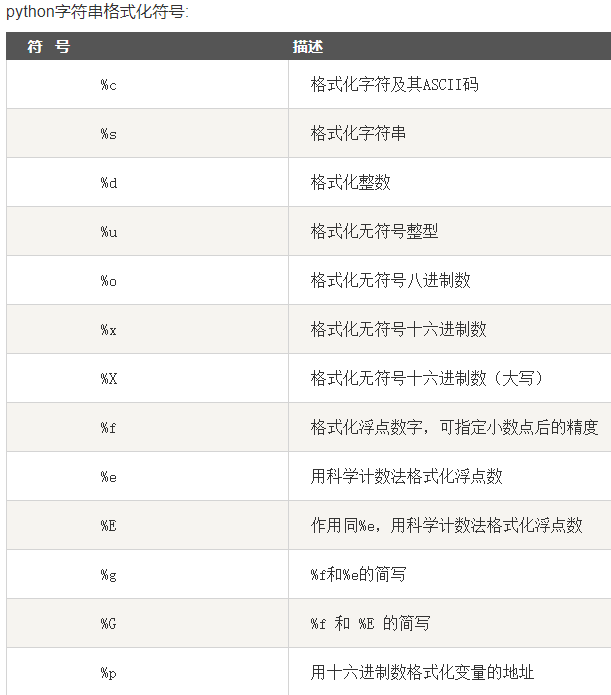 python字符串格式化符号:
符 号 描述
%c 格式化字符及其ASCII码
%s 格式化字符串
%d 格式化整数
%u 格式化无符号整型
%o 格式化无符号八进制数
%x 格式化无符号十六进制数
%X 格式化无符号十六进制数（大写）
%f 格式化浮点数字，可指定小数点后的精度
%e 用科学计数法格式化浮点数
%E 作用同%e，用科学计数法格式化浮点数
%g %f和%e的简写
%G %f 和 %E 的简写
%p 用十六进制数格式化变量的地址